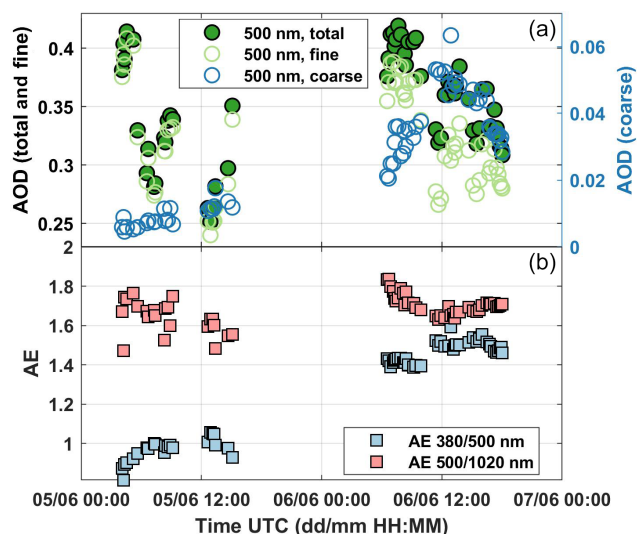 (a)
500 nm, total
500 nm, fine
500 nm, coarse
AOD (total and fine)
0.4
0.35
0.3
0.25
AOD (coarse)
0.06
0.04
0.02
0
(b)
AE
2
1.8
1.6
1.4
1.2
1
AE 380/500 nm
AE 500/1020 nm
05/06 00:00 05/06 12:00 06/06 00:00 06/06 12:00 07/06 00:00
Time UTC (dd/mm HH:MM)